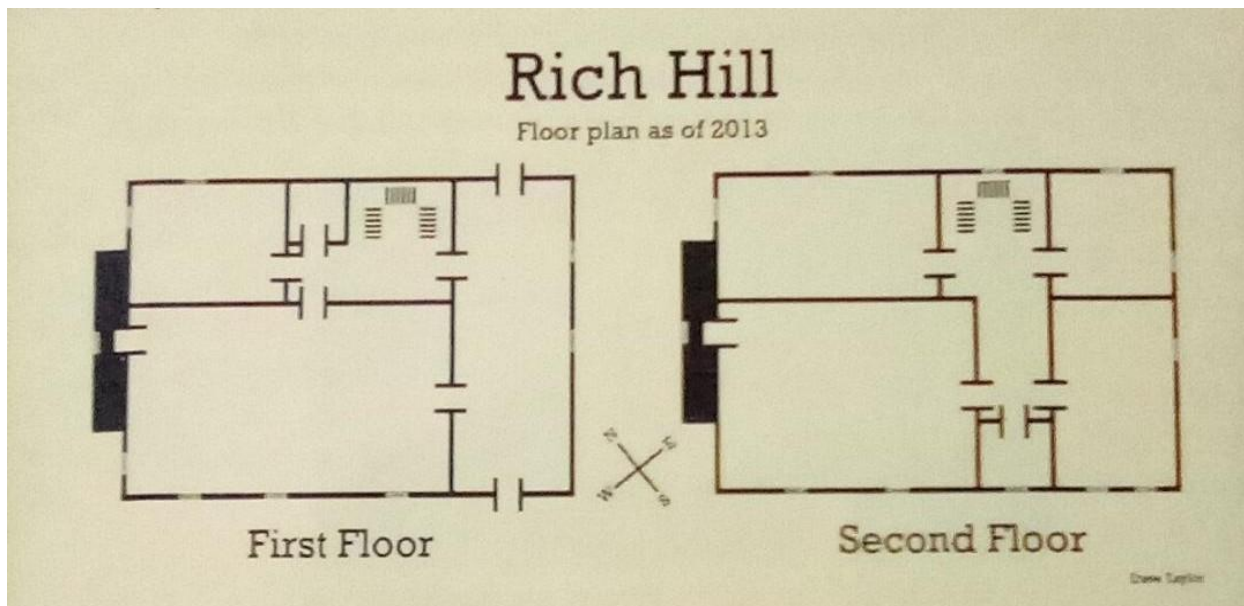 Rich Hill
Floor plan as of 2013
N
E
W
S
First Floor
Second Floor